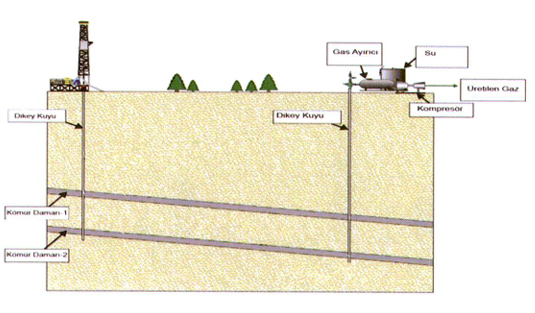 Gas Ayırıcı
Su
Üretilen Gaz
Kompresör
Dikey Kuyu
Dikey Kuyu
Kömür Damarı-1
Kömür Damarı-2